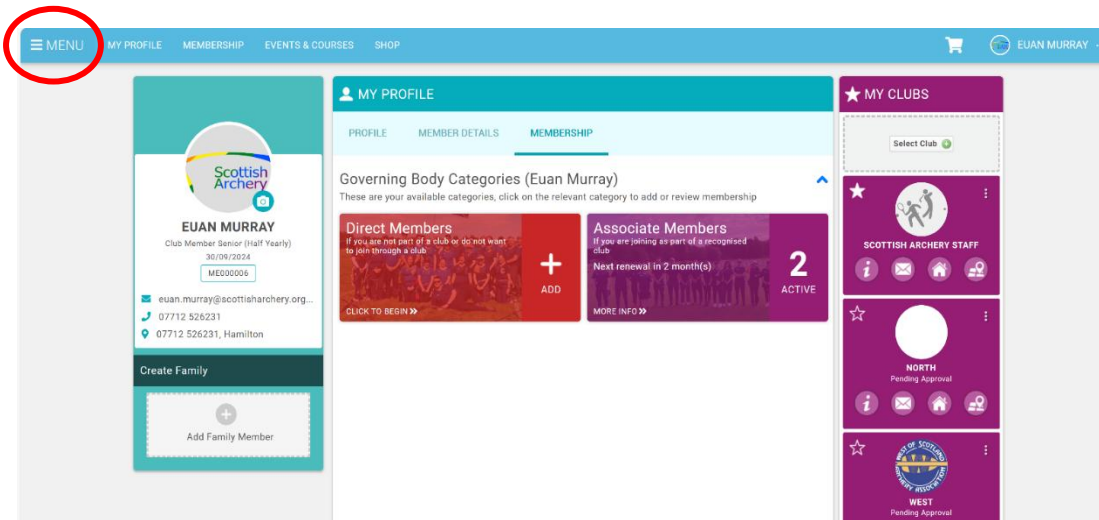 MENU
MY PROFILE
MEMBERSHIP
EVENTS & COURSES
SHOP
EUAN MURRAY
Scottish
Archery
EUAN MURRAY
Club Member Senior (Half Yearly)
30/09/2024
ME000006
euan.murray@scottisharchery.org...
07712 526231
07712 526231, Hamilton
Create Family
Add Family Member
MY PROFILE
PROFILE
MEMBER DETAILS
MEMBERSHIP
Governing Body Categories (Euan Murray)
These are your available categories, click on the relevant category to add or review membership
Direct Members
If you are not part of a club or do not want
to join through a club
ADD
CLICK TO BEGIN
Associate Members
If you are joining as part of a recognised
club
Next renewal in 2 month(s)
2
ACTIVE
MORE INFO
MY CLUBS
Select Club
SCOTTISH ARCHERY STAFF
NORTH
Pending Approval
WEST OF SCOTLAND
ARCHERY ASSOCIATION
WEST
Pending Approval